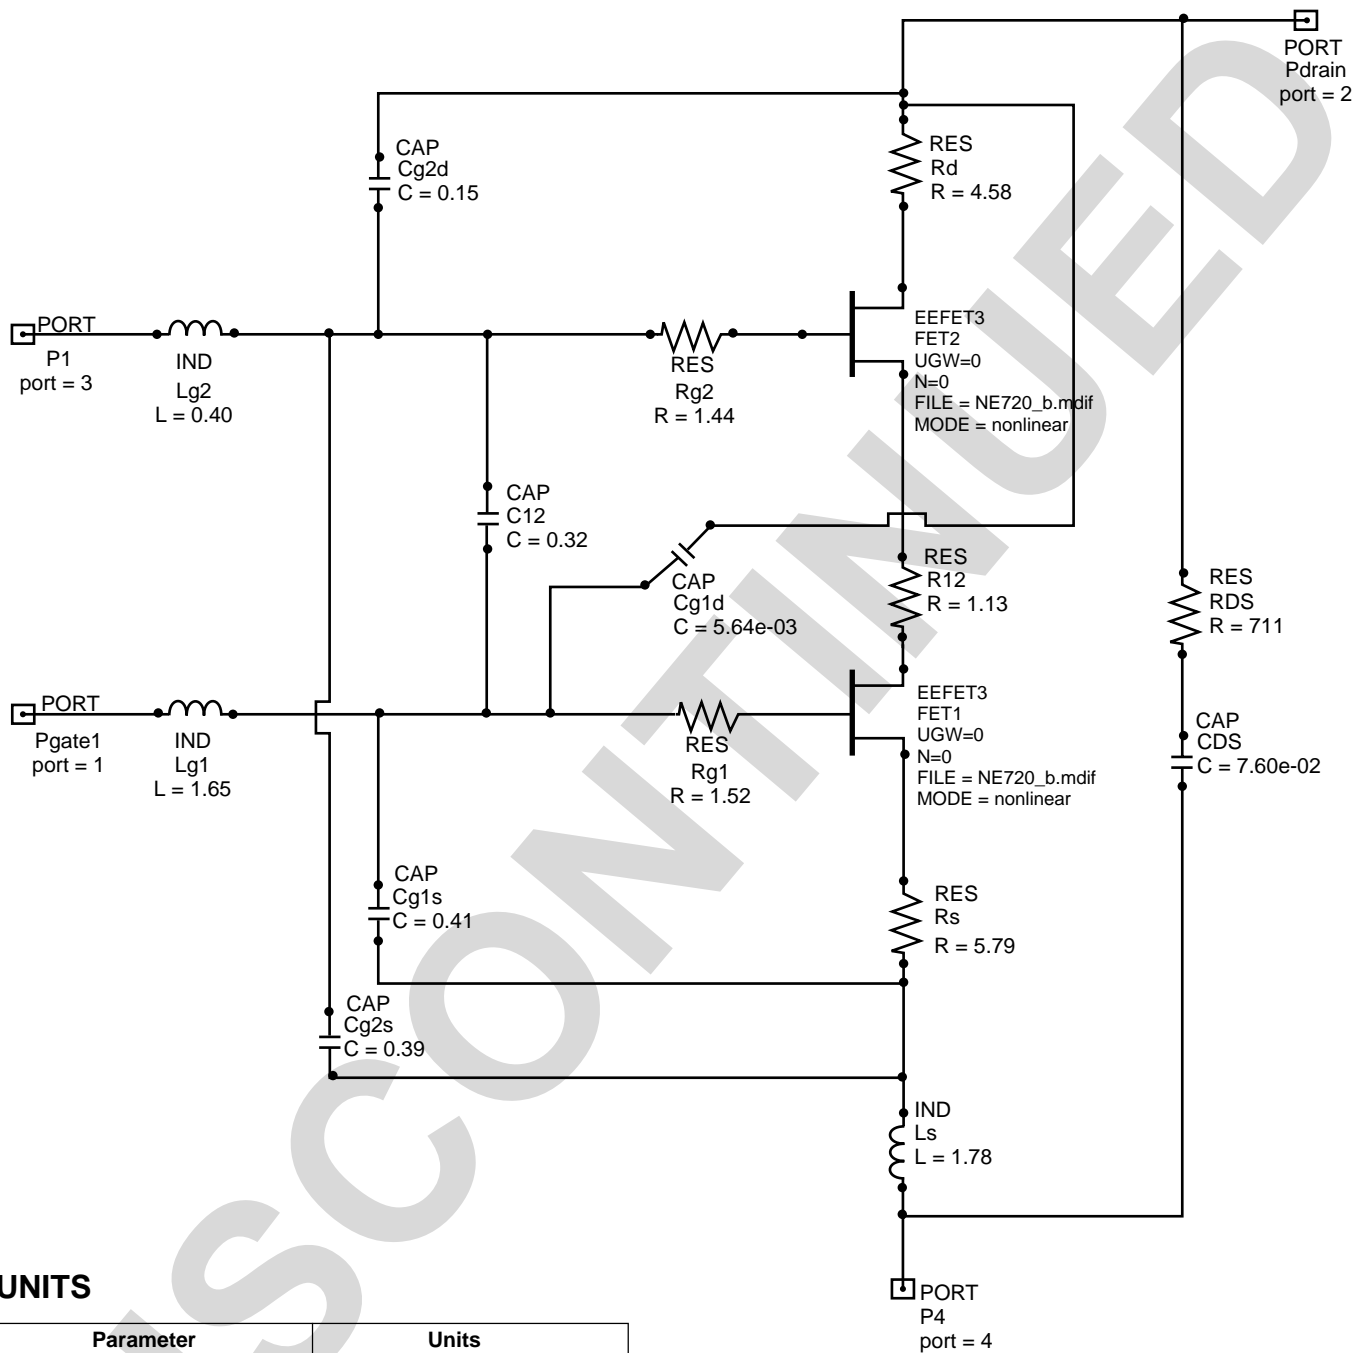 PORT
Pdrain
port = 2
CAP
Cg2d
C = 0.15
RES
Rd
R = 4.58
PORT
P1
port = 3
IND
Lg2
L = 0.40
RES
Rg2
R = 1.44
EEFET3
FET2
UGW=0
N=0
FILE = NE720_b.mdif
MODE = nonlinear
CAP
C12
C = 0.32
CAP
Cg1d
C = 5.64e-03
RES
R12
R = 1.13
RES
RDS
R = 711
PORT
Pgate1
port = 1
IND
Lg1
L = 1.65
RES
Rg1
R = 1.52
EEFET3
FET1
UGW=0
N=0
FILE = NE720_b.mdif
MODE = nonlinear
CAP
CDS
C = 7.60e-02
CAP
Cg1s
C = 0.41
RES
Rs
R = 5.79
CAP
Cg2s
C = 0.39
IND
Ls
L = 1.78
PORT
P4
port = 4
UNITS
Parameter Units
ISCONTINUED